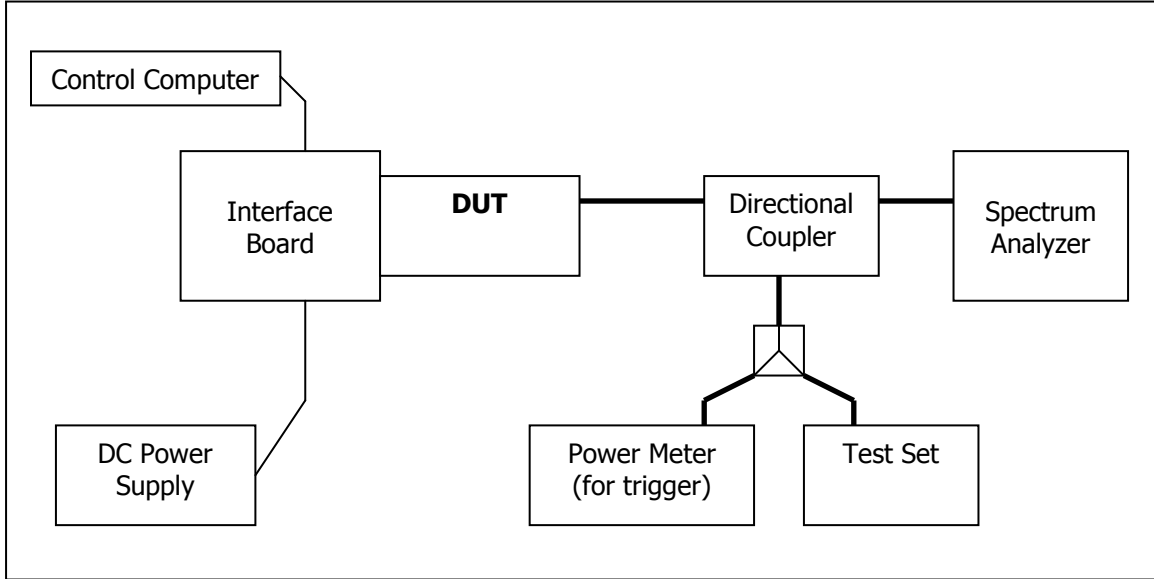 Control Computer
Interface
Board
DUT
Directional
Coupler
Spectrum
Analyzer
DC Power
Supply
Power Meter
(for trigger)
Test Set